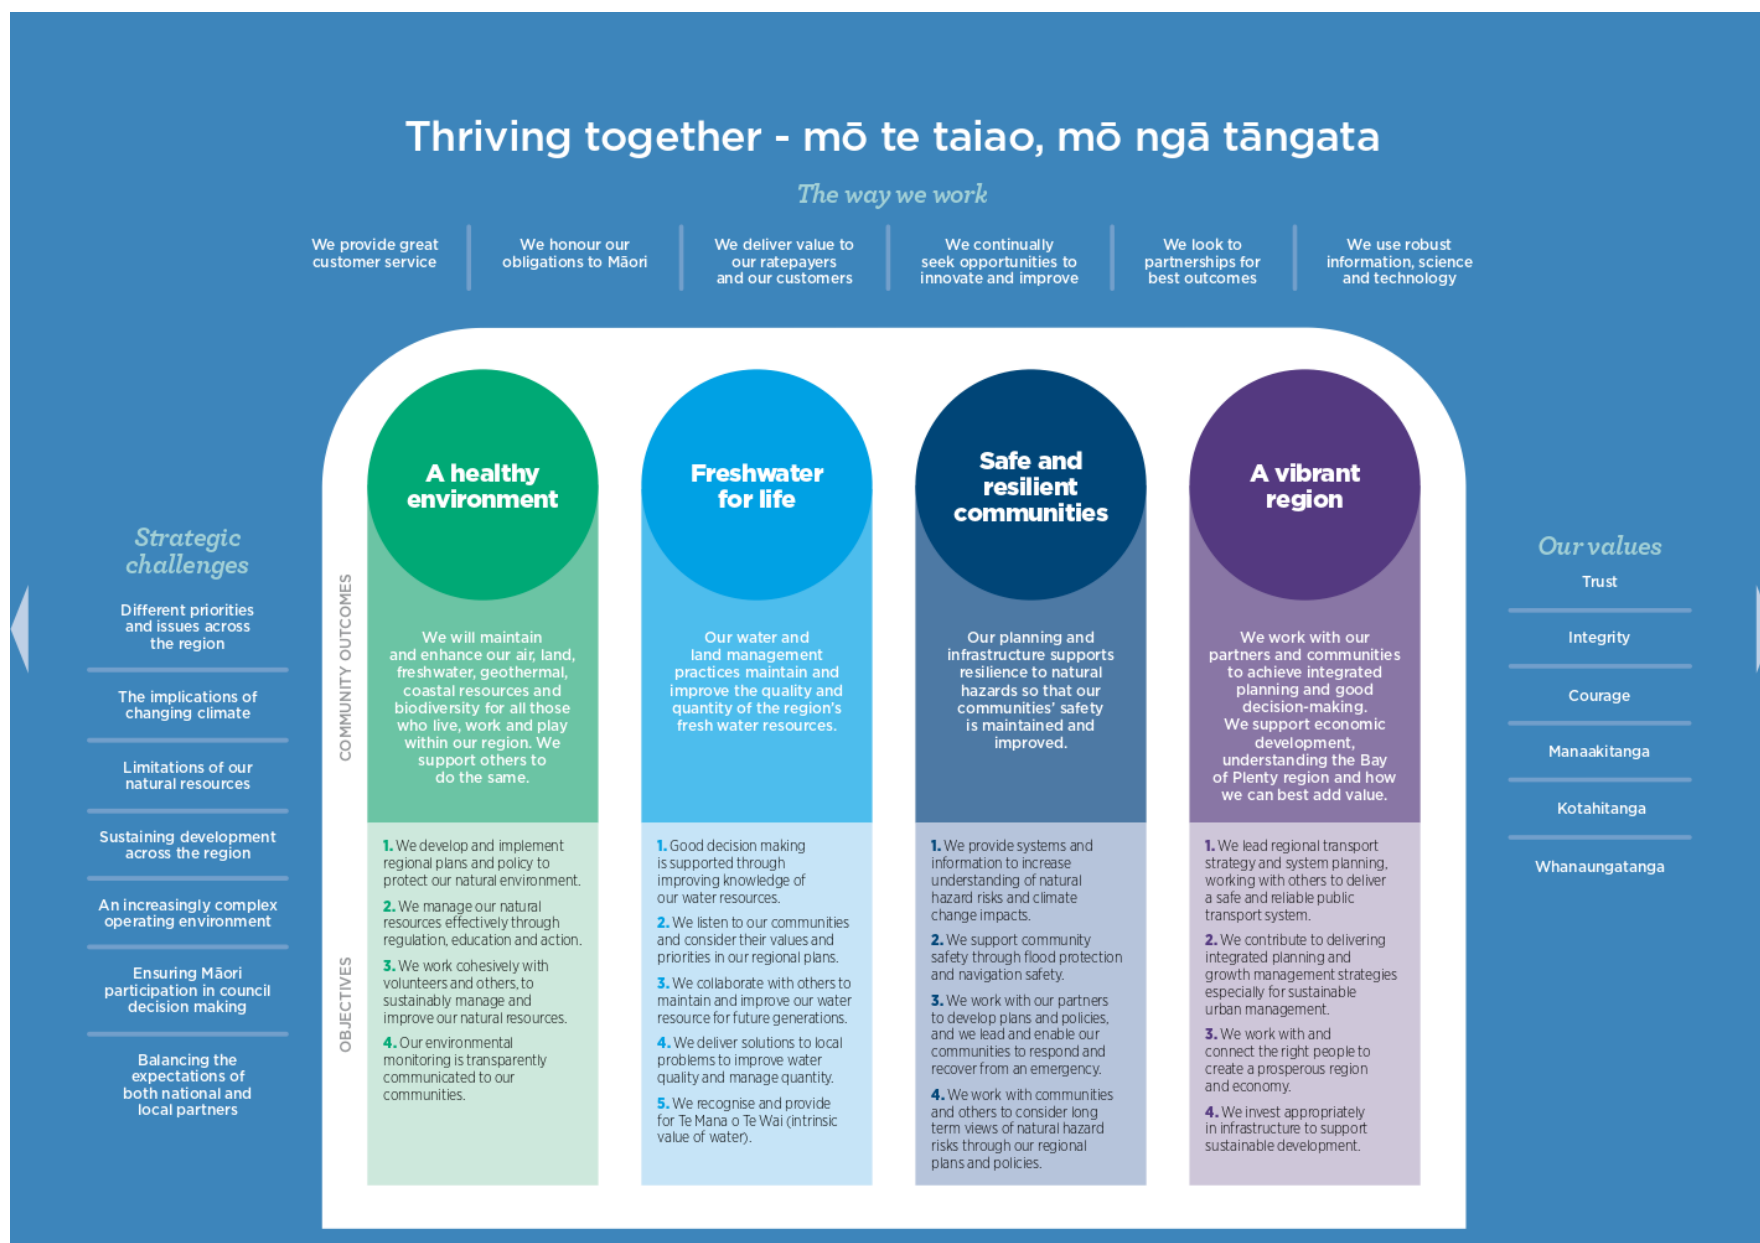 Thriving together - mō te taiao, mō ngā tāngata
The way we work
We provide great
customer service
We honour our
obligations to Māori
We deliver value to
our ratepayers
and our customers
We continually
seek opportunities to
innovate and improve
We look to
partnerships for
best outcomes
We use robust
information, science
and technology
Strategic
challenges
Different priorities
and issues across
the region
The implications of
changing climate
Limitations of our
natural resources
Sustaining development
across the region
An increasingly complex
operating environment
Ensuring Māori
participation in council
decision making
Balancing the
expectations of
both national and
local partners
COMMUNITY OUTCOMES
OBJECTIVES
A healthy
environment
We will maintain
and enhance our air, land,
freshwater, geothermal,
coastal resources and
biodiversity for all those
who live, work and play
within our region. We
support others to
do the same.
1. We develop and implement
regional plans and policy to
protect our natural environment.
2. We manage our natural
resources effectively through
regulation, education and action.
3. We work cohesively with
volunteers and others, to
sustainably manage and
improve our natural resources.
4. Our environmental
monitoring is transparently
communicated to our
communities.
Freshwater
for life
Our water and
land management
practices maintain and
improve the quality and
quantity of the region's
fresh water resources.
1. Good decision making
is supported through
improving knowledge of
our water resources.
2. We listen to our communities
and consider their values and
priorities in our regional plans.
3. We collaborate with others to
maintain and improve our water
resource for future generations.
4. We deliver solutions to local
problems to improve water
quality and manage quantity.
5. We recognise and provide
for Te Mana o Te Wai (intrinsic
value of water).
Safe and
resilient
communities
Our planning and
infrastructure supports
resilience to natural
hazards so that our
communities' safety
is maintained and
improved.
1. We provide systems and
information to increase
understanding of natural
hazard risks and climate
change impacts.
2. We support community
safety through flood protection
and navigation safety.
3. We work with our partners
to develop plans and policies,
and we lead and enable our
communities to respond and
recover from an emergency.
4. We work with communities
and others to consider long
term views of natural hazard
risks through our regional
plans and policies.
A vibrant
region
We work with our
partners and communities
to achieve integrated
planning and good
decision-making.
We support economic
development,
understanding the Bay
of Plenty region and how
we can best add value.
1. We lead regional transport
strategy and system planning,
working with others to deliver
a safe and reliable public
transport system.
2. We contribute to delivering
integrated planning and
growth management strategies
especially for sustainable
urban management.
3. We work with and
connect the right people to
create a prosperous region
and economy.
4. We invest appropriately
in infrastructure to support
sustainable development.
Our values
Trust
Integrity
Courage
Manaakitanga
Kotahitanga
Whanaungatanga